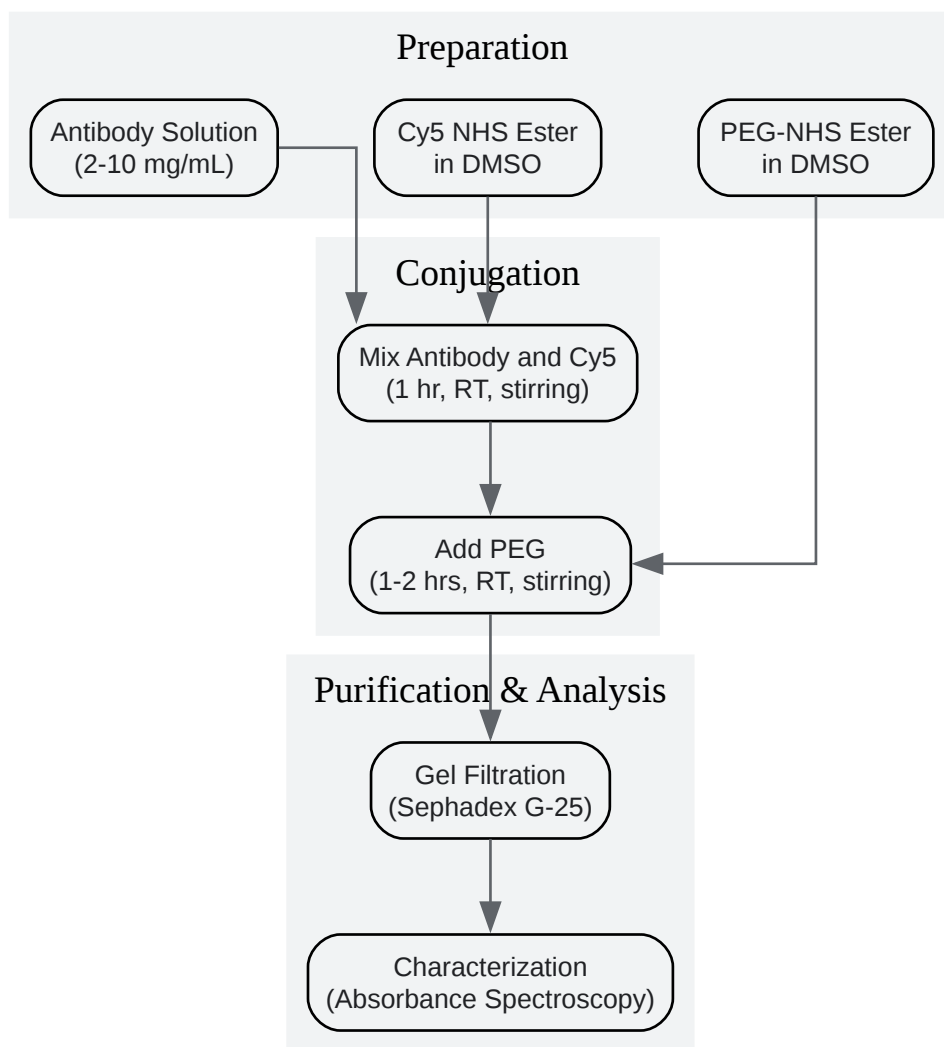 Preparation
Antibody Solution
(2-10 mg/mL)
Cy5 NHS Ester
in DMSO
PEG-NHS Ester
in DMSO
Conjugation
Mix Antibody and Cy5
(1 hr, RT, stirring)
Add PEG
(1-2 hrs, RT, stirring)
Purification & Analysis
Gel Filtration
(Sephadex G-25)
Characterization
(Absorbance Spectroscopy)